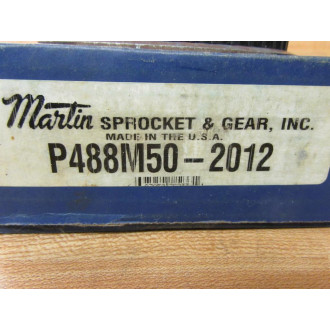 Martin SPROCKET & GEAR, INC.
MADE IN THE U.S.A.
P488M50-2012